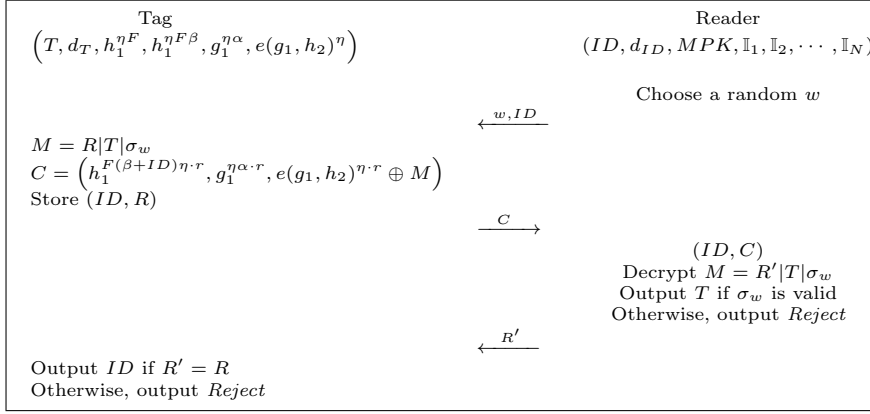 Tag Reader
(T, d_T, h_1^{ηF}, h_1^{ηFβ}, g_1^{ηα}, e(g_1, h_2)^η) (ID, d_{ID}, MPK, 𝕀_1, 𝕀_2, ⋯ , 𝕀_N)
Choose a random w
←^{w,ID}
M = R|T|σ_w
C = (h_1^{F(β+ID)η·r}, g_1^{ηα·r}, e(g_1, h_2)^{η·r} ⊕ M)
Store (ID, R)
→^{C}
(ID, C)
Decrypt M = R′|T|σ_w
Output T if σ_w is valid
Otherwise, output Reject
←^{R′}
Output ID if R′ = R
Otherwise, output Reject